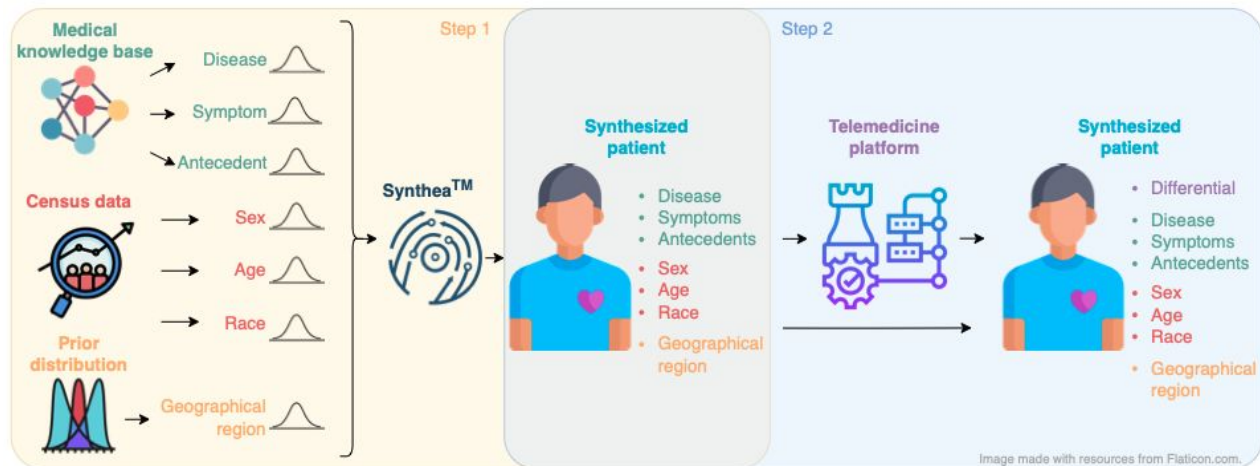 Step 1
Step 2
Medical
knowledge base
Disease
Symptom
Antecedent
Census data
Sex
Age
Race
Prior
distribution
Geographical
region
Synthea™
Synthesized
patient
• Disease
• Symptoms
• Antecedents
• Sex
• Age
• Race
• Geographical
region
Telemedicine
platform
Synthesized
patient
• Differential
• Disease
• Symptoms
• Antecedents
• Sex
• Age
• Race
• Geographical
region
Image made with resources from Flaticon.com.